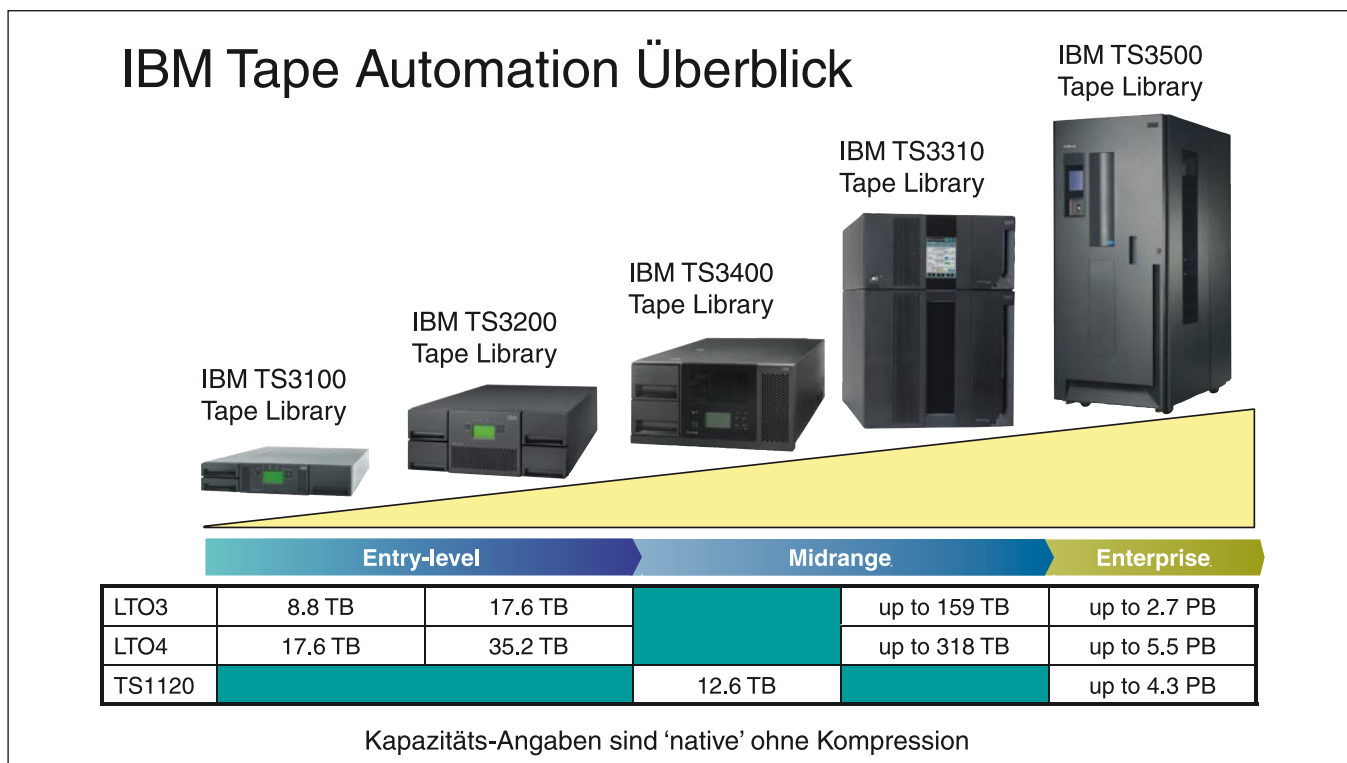 IBM Tape Automation Überblick
IBM TS3500
Tape Library
IBM TS3310
Tape Library
IBM TS3400
Tape Library
IBM TS3200
Tape Library
IBM TS3100
Tape Library
Entry-level Midrange Enterprise
LTO3 8.8 TB 17.6 TB up to 159 TB up to 2.7 PB
LTO4 17.6 TB 35.2 TB up to 318 TB up to 5.5 PB
TS1120 12.6 TB up to 4.3 PB
Kapazitäts-Angaben sind ‘native’ ohne Kompression